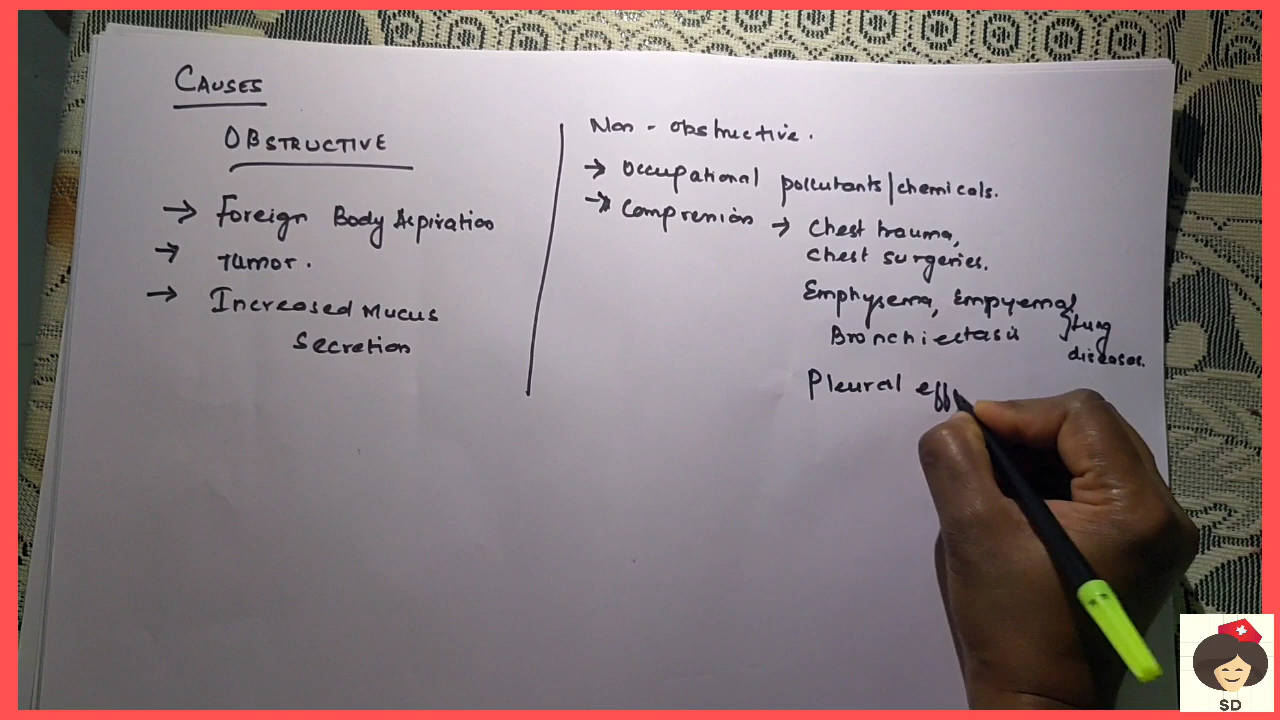 CAUSES
OBSTRUCTIVE
→ Foreign Body Aspiration
→ Tumor.
→ Increased Mucus
Secretion
Non - obstructive.
→ Occupational pollutants/chemicals.
→ Compression → Chest trauma,
chest surgeries.
Emphysema, Empyema
Bronchiectasis
} lung
diseases.
Pleural eff
SD